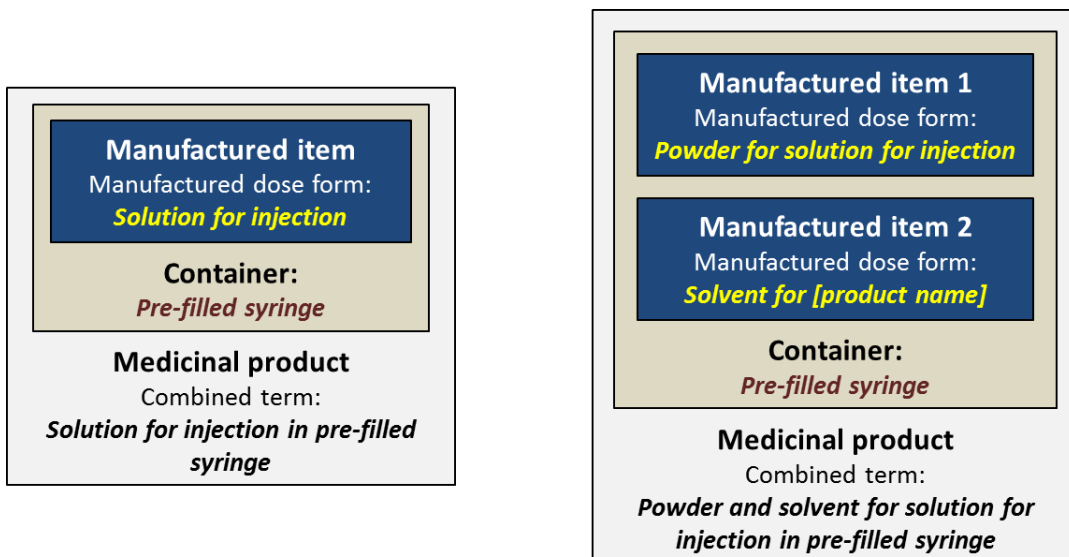 Manufactured item
Manufactured dose form:
Solution for injection
Container:
Pre-filled syringe
Medicinal product
Combined term:
Solution for injection in pre-filled
syringe
Manufactured item 1
Manufactured dose form:
Powder for solution for injection
Manufactured item 2
Manufactured dose form:
Solvent for [product name]
Container:
Pre-filled syringe
Medicinal product
Combined term:
Powder and solvent for solution for
injection in pre-filled syringe